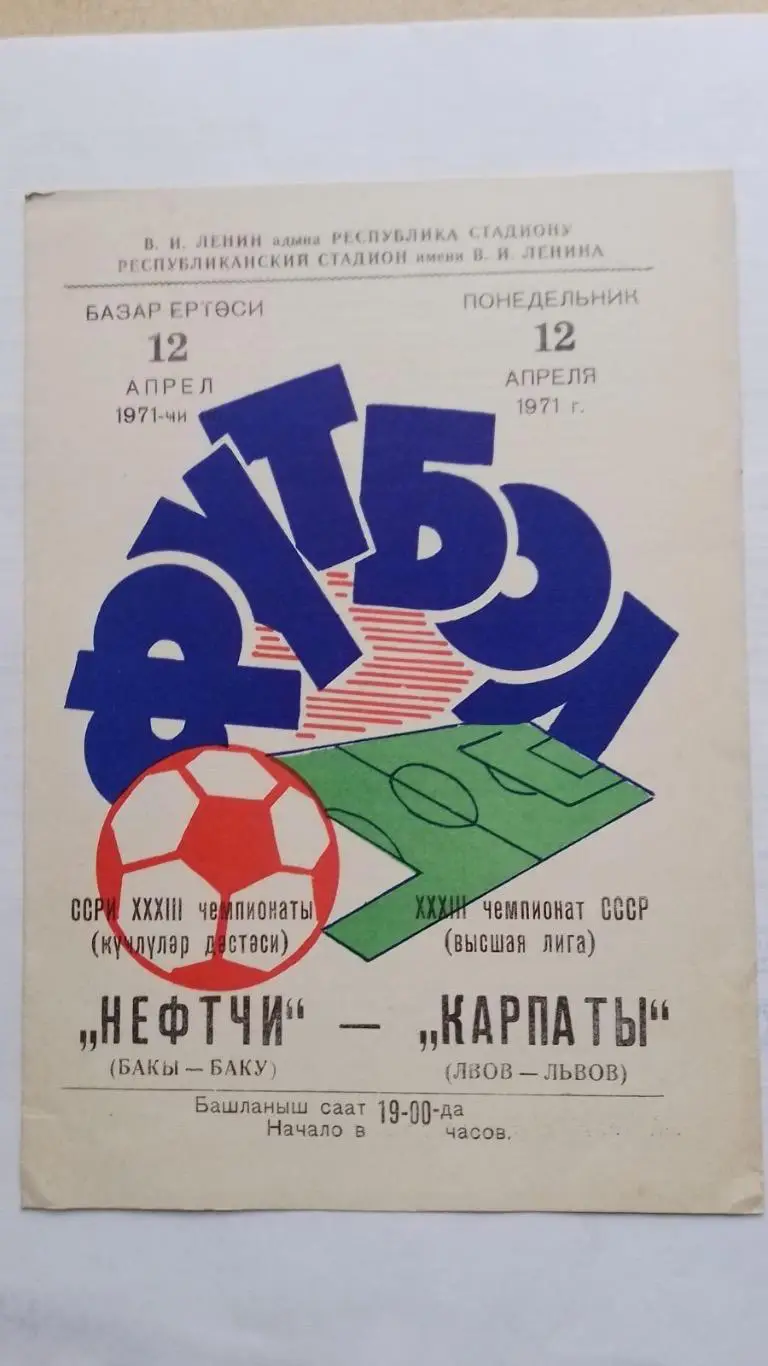 В. И. ЛЕНИН адына РЕСПУБЛИКА СТАДИОНУ
РЕСПУБЛИКАНСКИЙ СТАДИОН имени В. И. ЛЕНИНА
БАЗАР ЕРТӘСИ
12
АПРЕЛ
1971-чи
ПОНЕДЕЛЬНИК
12
АПРЕЛЯ
1971 г.
ФУТБОЛ
ССРИ XXXIII чемпионаты
(күчлүләр дәстәси)
XXXIII чемпионат СССР
(высшая лига)
„НЕФТЧИ“ — „КАРПАТЫ“
(БАКЫ — БАКУ)
(ЛВОВ — ЛЬВОВ)
Башланыш саат 19-00-да
Начало в часов.